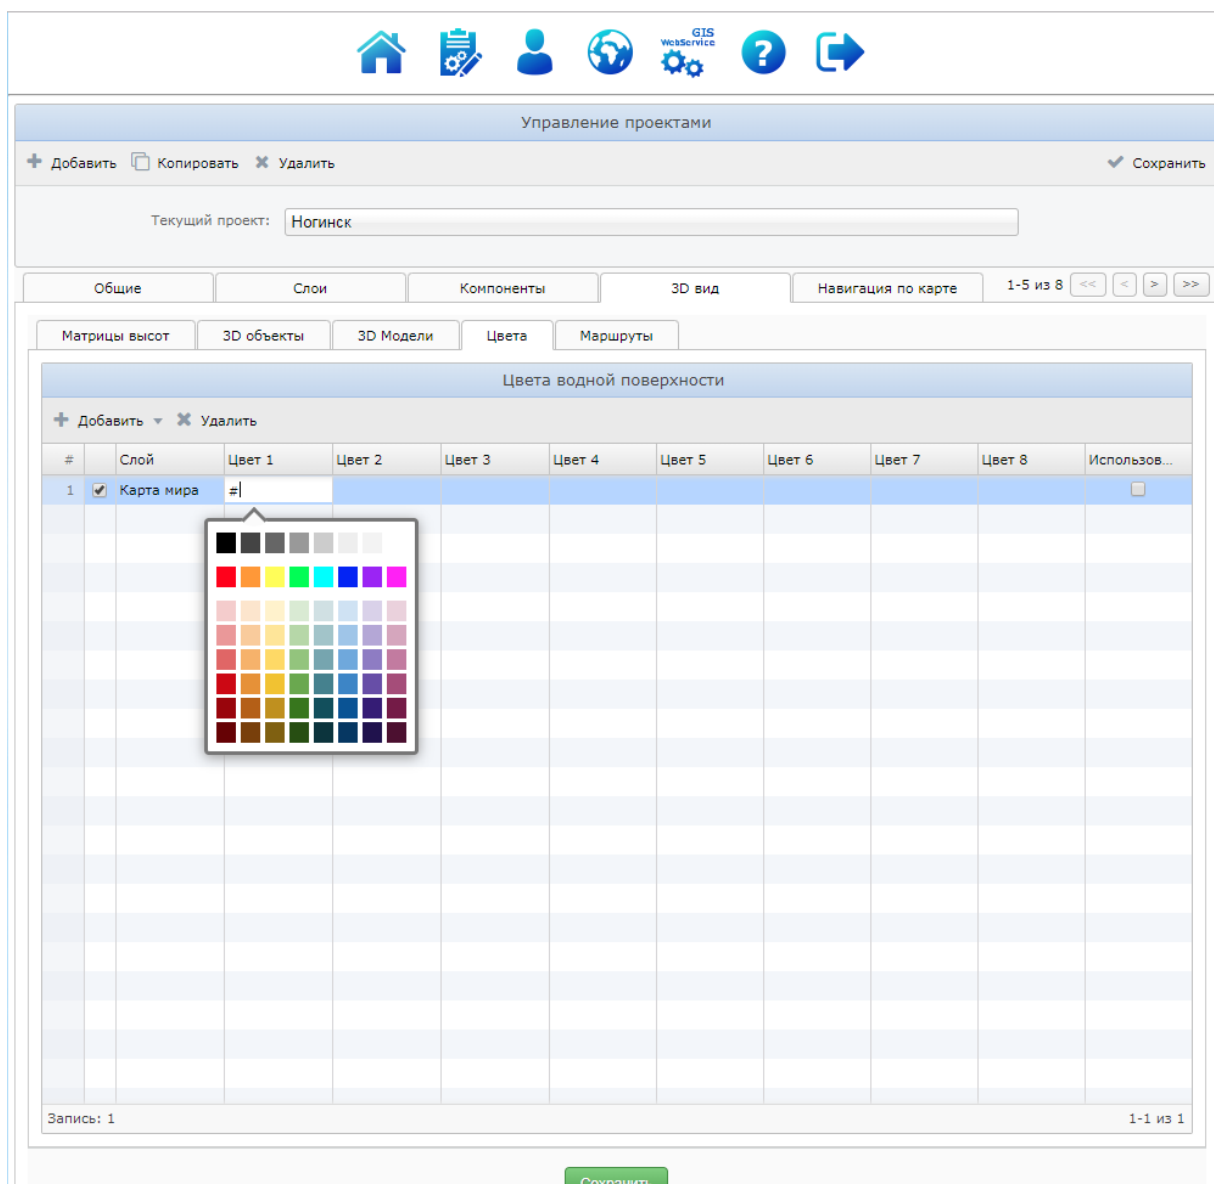 GIS
WebService
?
Управление проектами
Добавить Копировать Удалить Сохранить
Текущий проект: Ногинск
Общие Слои Компоненты 3D вид Навигация по карте 1-5 из 8 << < > >>
Матрицы высот 3D объекты 3D Модели Цвета Маршруты
Цвета водной поверхности
Добавить Удалить
# Слой Цвет 1 Цвет 2 Цвет 3 Цвет 4 Цвет 5 Цвет 6 Цвет 7 Цвет 8 Использов...
1 Карта мира #
Запись: 1 1-1 из 1
Сохранить